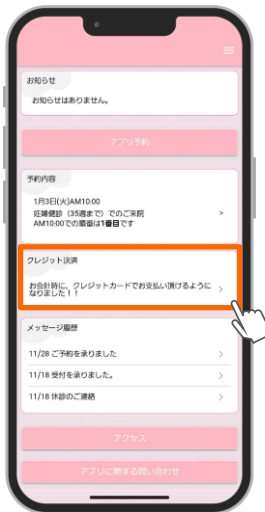 お知らせ
お知らせはありません。
アプリ予約
予約内容
1月3日(火)AM10:00
妊婦健診（35週まで）でのご来院
AM10:00での順番は1番目です
クレジット決済
お会計時に、クレジットカードでお支払い頂けるように
なりました！！
メッセージ履歴
11/28 ご予約を承りました
11/18 受付を承りました。
11/18 休診のご連絡
アクセス
アプリに関する問い合わせ